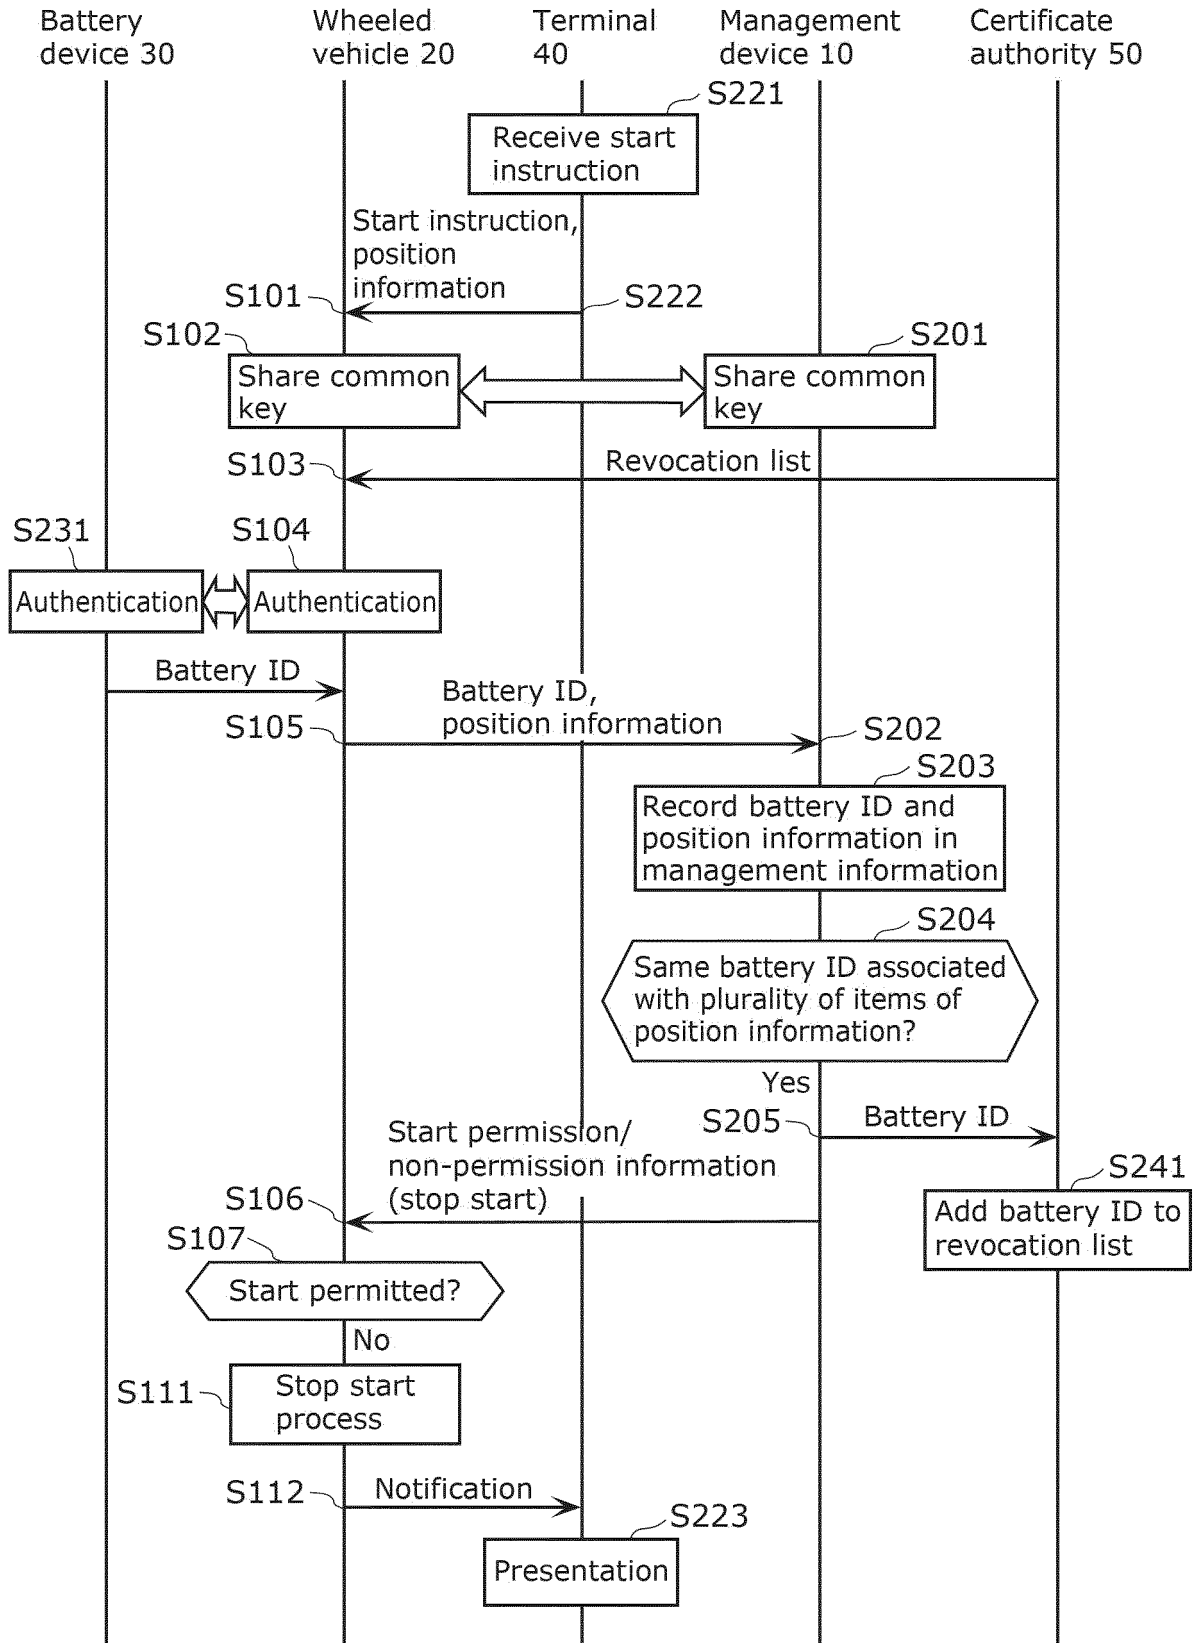 Battery
device 30
Wheeled
vehicle 20
Terminal
40
Management
device 10
Certificate
authority 50
S221
Receive start
instruction
Start instruction,
position
information
S101
S222
S102
S201
Share common
key
Share common
key
S103
Revocation list
S231
S104
Authentication
Authentication
Battery ID
Battery ID,
position information
S105
S202
S203
Record battery ID and
position information in
management information
S204
Same battery ID associated
with plurality of items of
position information?
Yes
S205
Battery ID
Start permission/
non-permission information
(stop start)
S241
S106
Add battery ID to
revocation list
S107
Start permitted?
No
S111
Stop start
process
S112
Notification
S223
Presentation